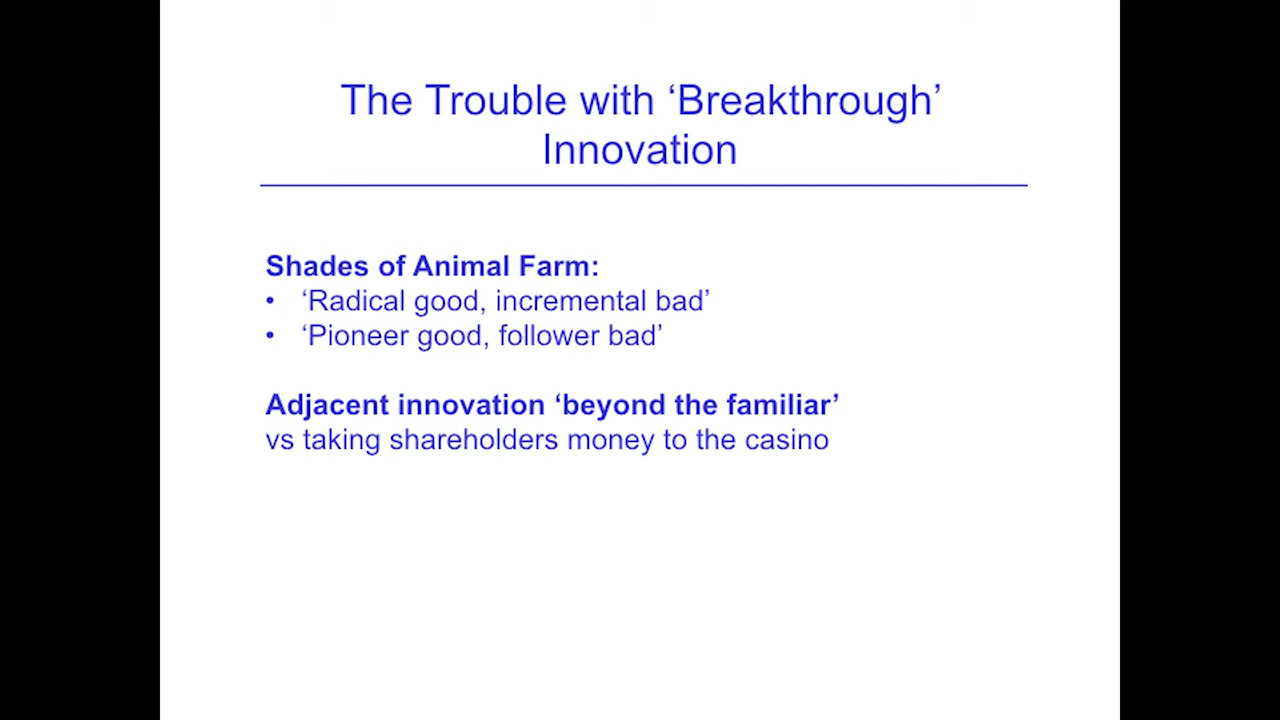 The Trouble with ‘Breakthrough’
Innovation
Shades of Animal Farm:
• ‘Radical good, incremental bad’
• ‘Pioneer good, follower bad’
Adjacent innovation ‘beyond the familiar’
vs taking shareholders money to the casino